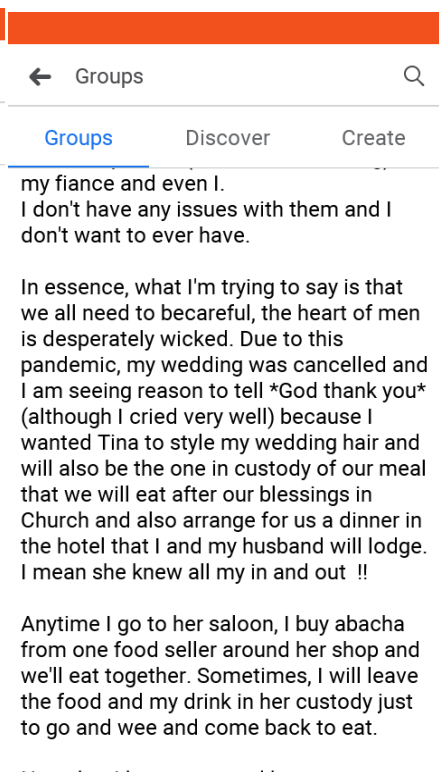 Groups
Groups Discover Create
my fiance and even I.
I don't have any issues with them and I
don't want to ever have.
In essence, what I'm trying to say is that
we all need to becareful, the heart of men
is desperately wicked. Due to this
pandemic, my wedding was cancelled and
I am seeing reason to tell *God thank you*
(although I cried very well) because I
wanted Tina to style my wedding hair and
will also be the one in custody of our meal
that we will eat after our blessings in
Church and also arrange for us a dinner in
the hotel that I and my husband will lodge.
I mean she knew all my in and out  !!
Anytime I go to her saloon, I buy abacha
from one food seller around her shop and
we'll eat together. Sometimes, I will leave
the food and my drink in her custody just
to go and wee and come back to eat.